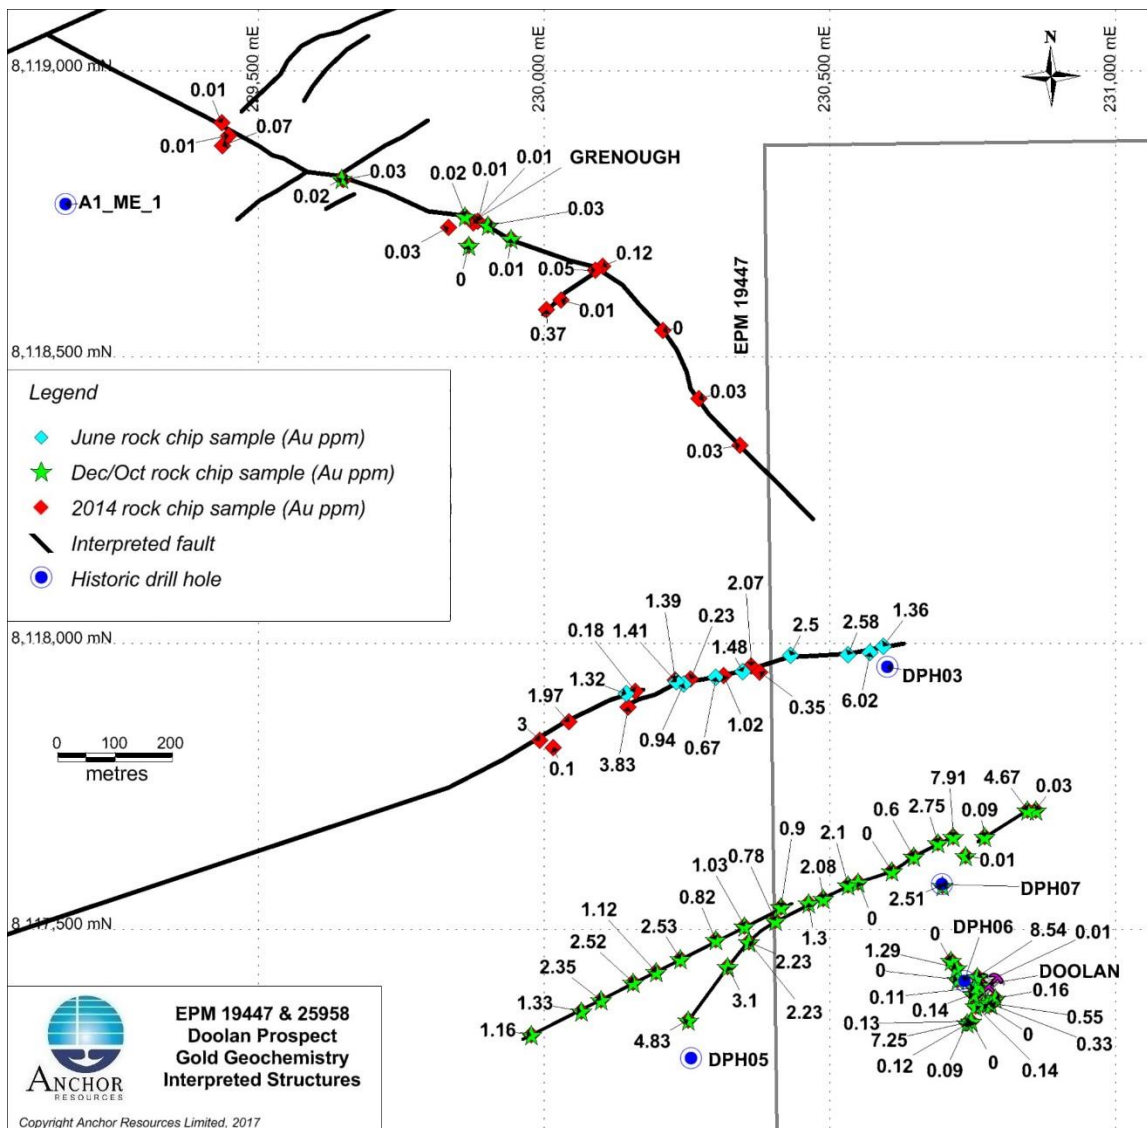 229,500 mE
230,000 mE
230,500 mE
231,000 mE
N
8,119,000 mN
0.01
0.07
0.01
0.01
0.01
GRENOUGH
0.02
0.03
0.02
0.03
A1_ME_1
0.03
0
0.01
0.05
0.12
0.01
0.37
EPM 19447
0
8,118,500 mN
0.03
0.03
Legend
June rock chip sample (Au ppm)
Dec/Oct rock chip sample (Au ppm)
2014 rock chip sample (Au ppm)
Interpreted fault
Historic drill hole
8,118,000 mN
2.07
1.39
0.23
2.5
2.58
1.36
0.18
1.41
1.48
1.32
DPH03
6.02
0.35
1.97
1.02
0.67
0.94
3
3.83
0.1
0 100 200
metres
7.91
4.67
0.03
0.6
2.75
0.09
0
2.1
0.9
0.78
2.08
1.03
0.01
0.82
2.51
DPH07
0
1.3
8,117,500 mN
1.12
2.53
2.52
2.35
2.23
3.1
2.23
1.33
1.16
4.83
DPH05
DPH06
0
8.54
0.01
1.29
0
DOOLAN
0.11
0.16
0.14
0.55
0.13
0
0.33
7.25
0.12
0.09
0
0.14
ANCHOR
RESOURCES
EPM 19447 & 25958
Doolan Prospect
Gold Geochemistry
Interpreted Structures
Copyright Anchor Resources Limited, 2017